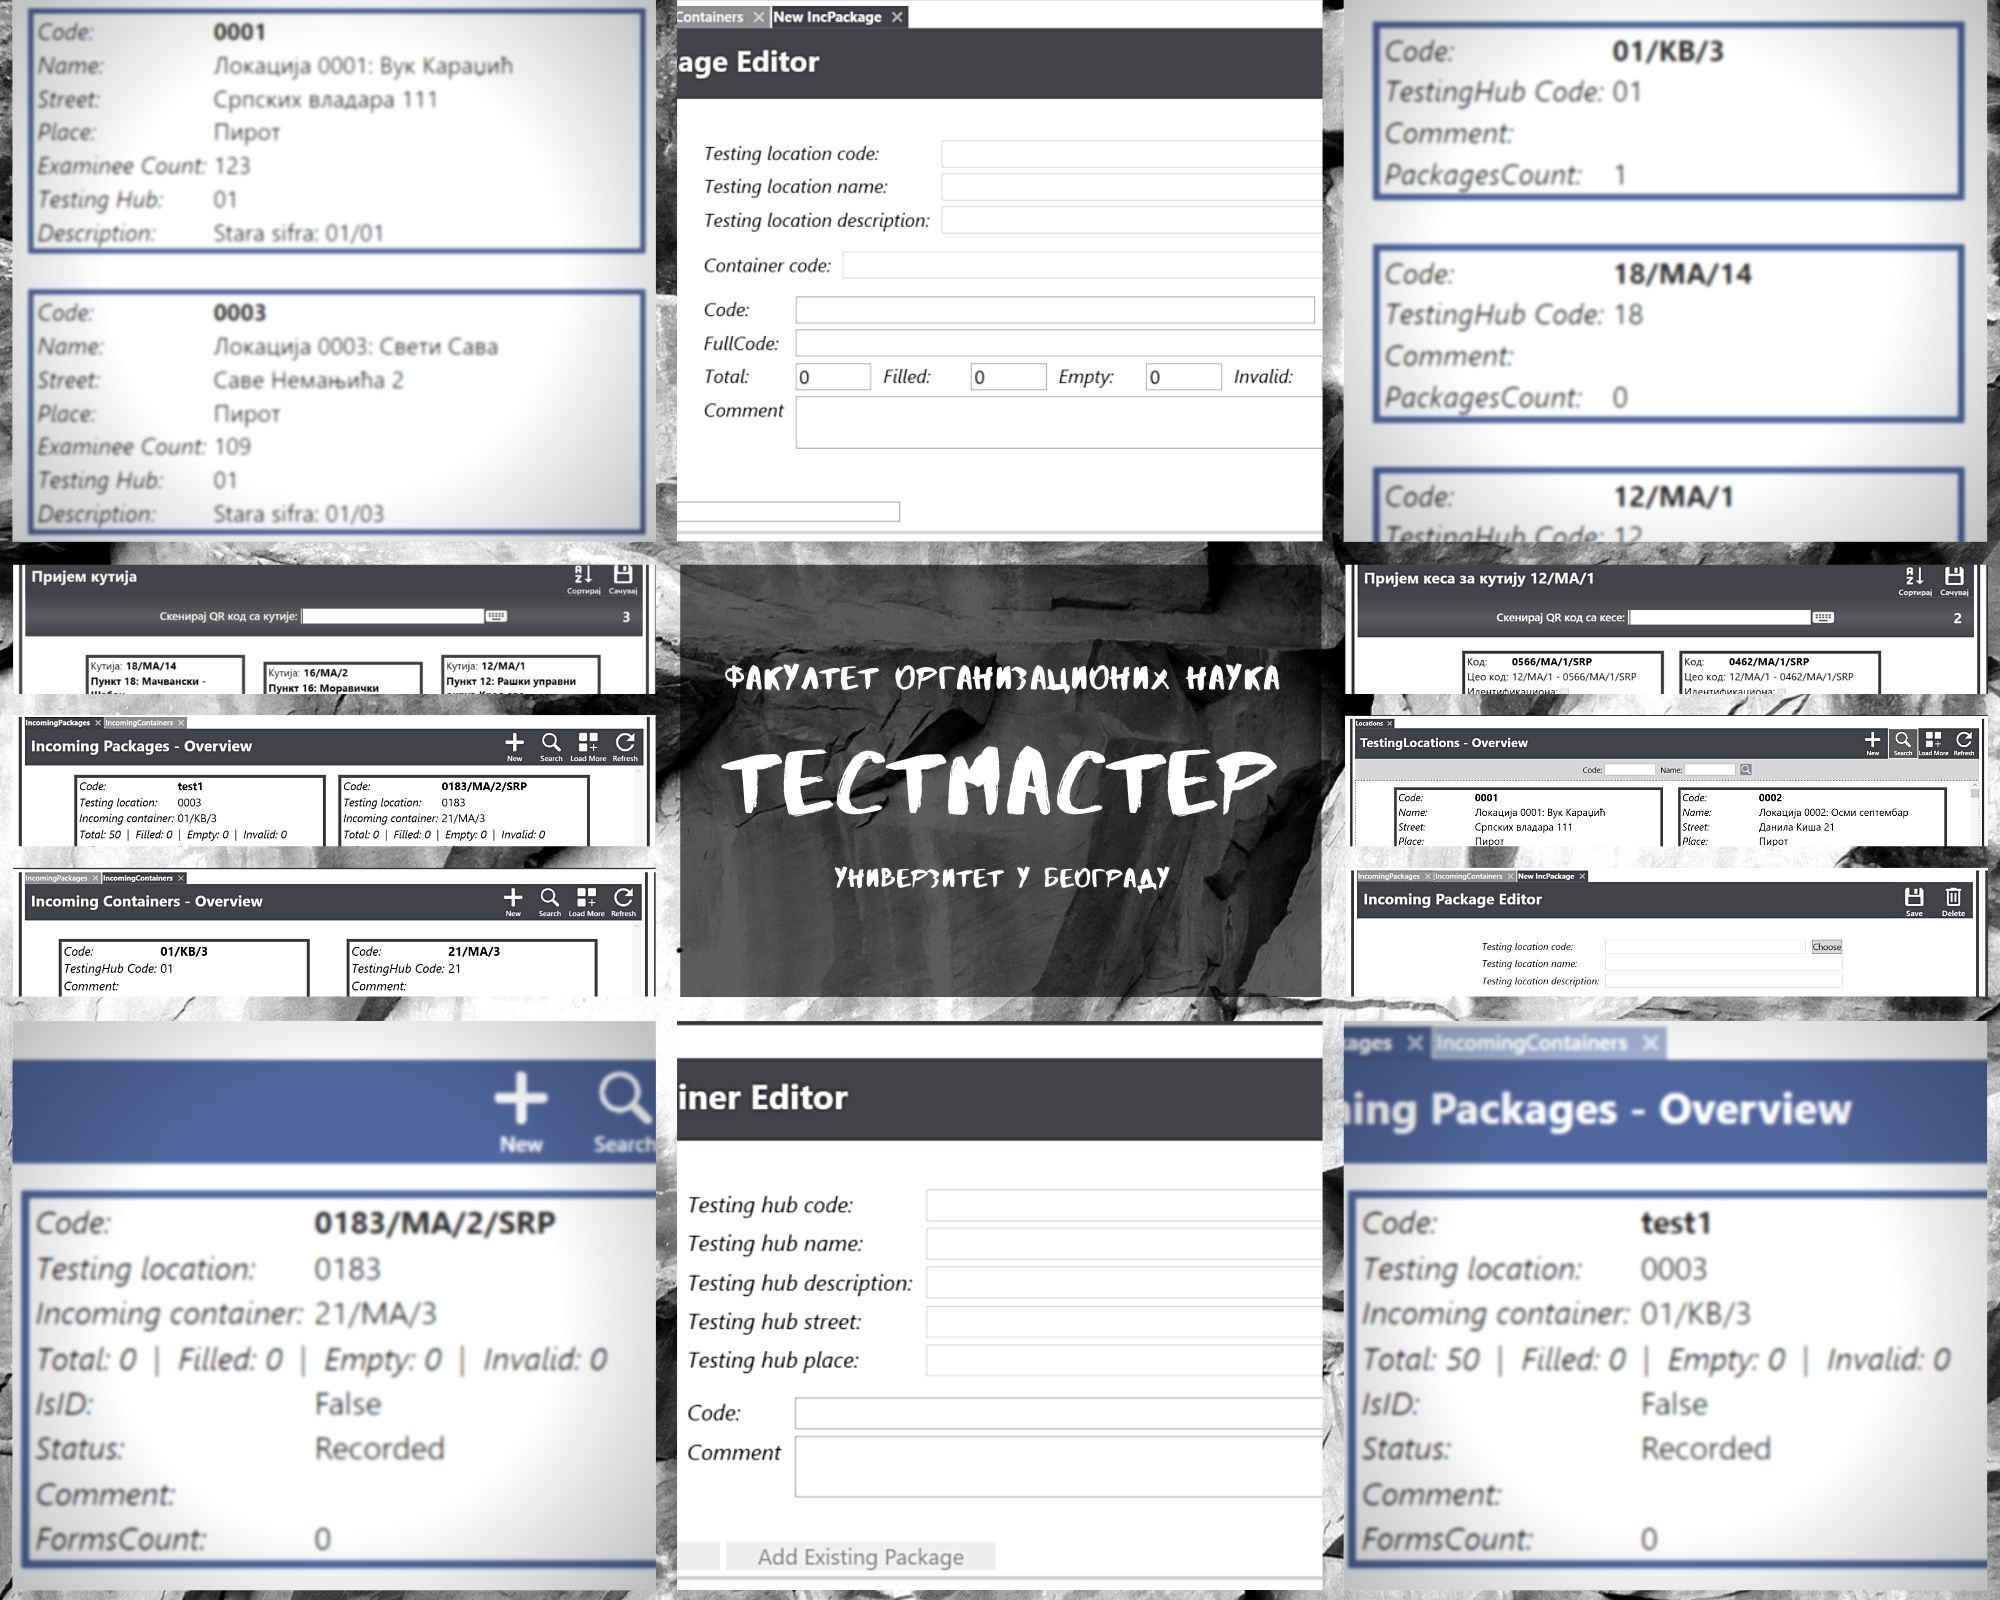 Code: 0001
Name: Локација 0001: Вук Караџић
Street: Српских владара 111
Place: Пирот
Examinee Count: 123
Testing Hub: 01
Description: Stara sifra: 01/01
Code: 0003
Name: Локација 0003: Свети Сава
Street: Саве Немањића 2
Place: Пирот
Examinee Count: 109
Testing Hub: 01
Description: Stara sifra: 01/03
Containers New IncPackage
age Editor
Testing location code:
Testing location name:
Testing location description:
Container code:
Code:
FullCode:
Total: 0 Filled: 0 Empty: 0 Invalid:
Comment
Code: 01/KB/3
TestingHub Code: 01
Comment:
PackagesCount: 1
Code: 18/MA/14
TestingHub Code: 18
Comment:
PackagesCount: 0
Code: 12/MA/1
TestingHub Code: 12
Пријем кутија
Сортирај Сачувај
Скенирај QR код са кутије: 3
Кутија: 18/MA/14
Пункт 18: Мачвански -
Кутија: 16/MA/2
Пункт 16: Моравички
Кутија: 12/MA/1
Пункт 12: Рашки управни
IncomingPackages IncomingContainers
Incoming Packages - Overview
New Search Load More Refresh
Code: test1
Testing location: 0003
Incoming container: 01/KB/3
Total: 50 | Filled: 0 | Empty: 0 | Invalid: 0
Code: 0183/MA/2/SRP
Testing location: 0183
Incoming container: 21/MA/3
Total: 0 | Filled: 0 | Empty: 0 | Invalid: 0
IncomingPackages IncomingContainers
Incoming Containers - Overview
New Search Load More Refresh
Code: 01/KB/3
TestingHub Code: 01
Comment:
Code: 21/MA/3
TestingHub Code: 21
Comment:
ФАКУЛТЕТ ОРГАНИЗАЦИОНИХ НАУКА
ТЕСТМАСТЕР
УНИВЕРЗИТЕТ У БЕОГРАДУ
Пријем кеса за кутију 12/MA/1
Сортирај Сачувај
Скенирај QR код са кесе: 2
Код: 0566/MA/1/SRP
Цео код: 12/MA/1 - 0566/MA/1/SRP
Идентификациона:
Код: 0462/MA/1/SRP
Цео код: 12/MA/1 - 0462/MA/1/SRP
Идентификациона:
Locations
TestingLocations - Overview
New Search Load More Refresh
Code: Name:
Code: 0001
Name: Локација 0001: Вук Караџић
Street: Српских владара 111
Place: Пирот
Code: 0002
Name: Локација 0002: Осми септембар
Street: Данила Киша 21
Place: Пирот
IncomingPackages IncomingContainers New IncPackage
Incoming Package Editor
Save Delete
Testing location code: Choose
Testing location name:
Testing location description:
New Search
Code: 0183/MA/2/SRP
Testing location: 0183
Incoming container: 21/MA/3
Total: 0 | Filled: 0 | Empty: 0 | Invalid: 0
IsID: False
Status: Recorded
Comment:
FormsCount: 0
iner Editor
Testing hub code:
Testing hub name:
Testing hub description:
Testing hub street:
Testing hub place:
Code:
Comment
Add Existing Package
kages IncomingContainers
ing Packages - Overview
Code: test1
Testing location: 0003
Incoming container: 01/KB/3
Total: 50 | Filled: 0 | Empty: 0 | Invalid: 0
IsID: False
Status: Recorded
Comment:
FormsCount: 0